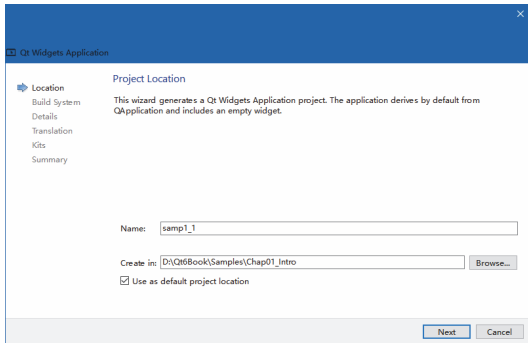 Qt Widgets Application
Location
Build System
Details
Translation
Kits
Summary
Project Location
This wizard generates a Qt Widgets Application project. The application derives by default from
QApplication and includes an empty widget.
Name: samp1_1
Create in: D:\Qt6Book\Samples\Chap01_Intro Browse...
Use as default project location
Next Cancel